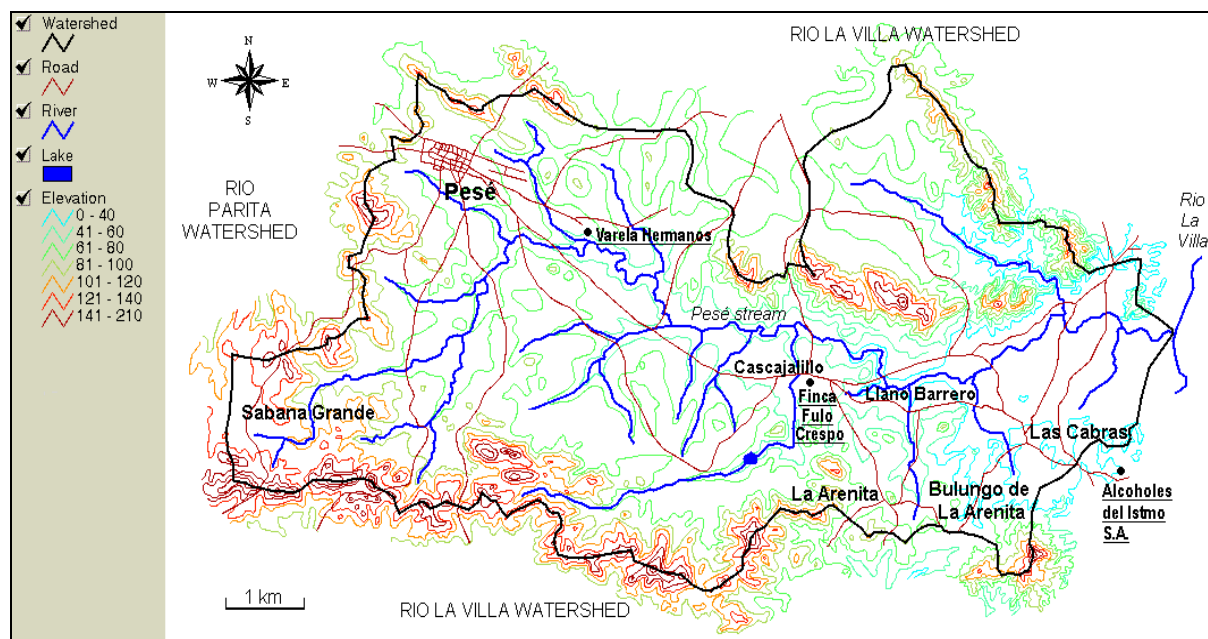 Watershed
Road
River
Lake
Elevation
0 - 40
41 - 60
61 - 80
81 - 100
101 - 120
121 - 140
141 - 210
N
W
E
S
RIO LA VILLA WATERSHED
RIO
PARITA
WATERSHED
Pesé
Varela Hermanos
Rio
La
Villa
Pesé stream
Cascajalillo
Finca
Fulo
Crespo
Llano Barrero
Sabana Grande
Las Cabras
La Arenita
Bulungo de
La Arenita
Alcoholes
del Istmo
S.A.
1 km
RIO LA VILLA WATERSHED